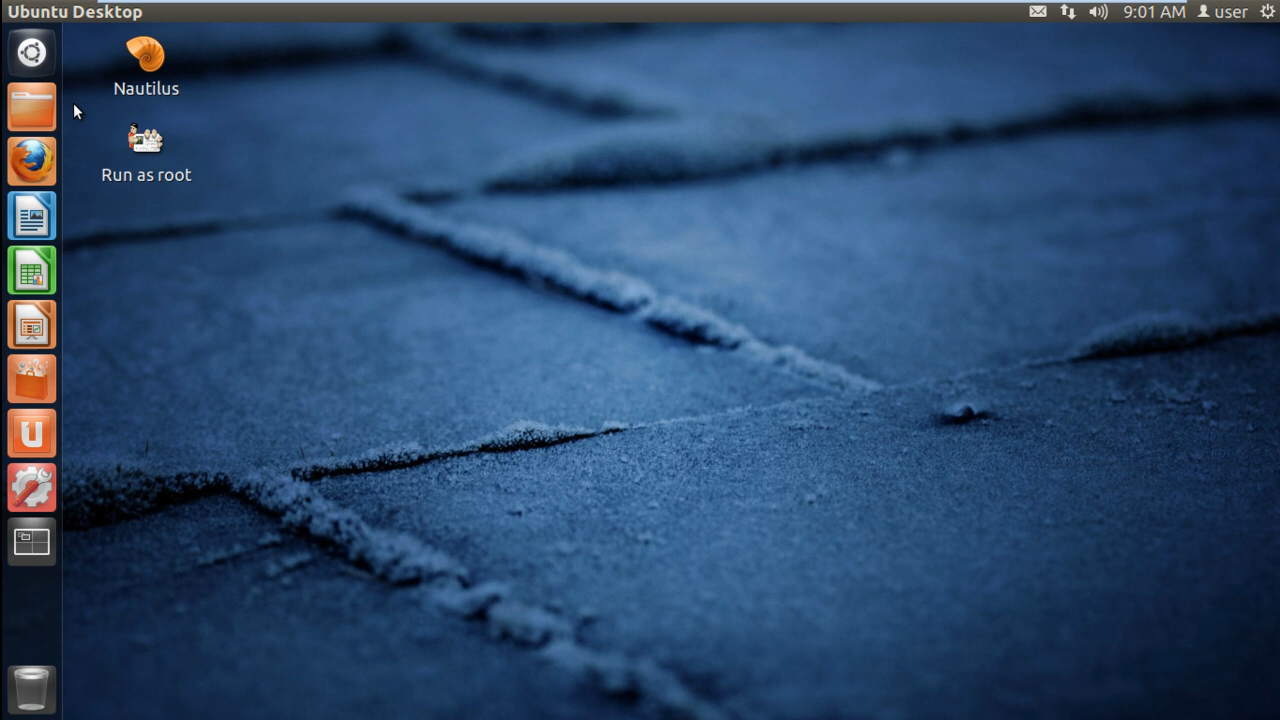 Ubuntu Desktop
9:01 AM
user
Nautilus
Run as root